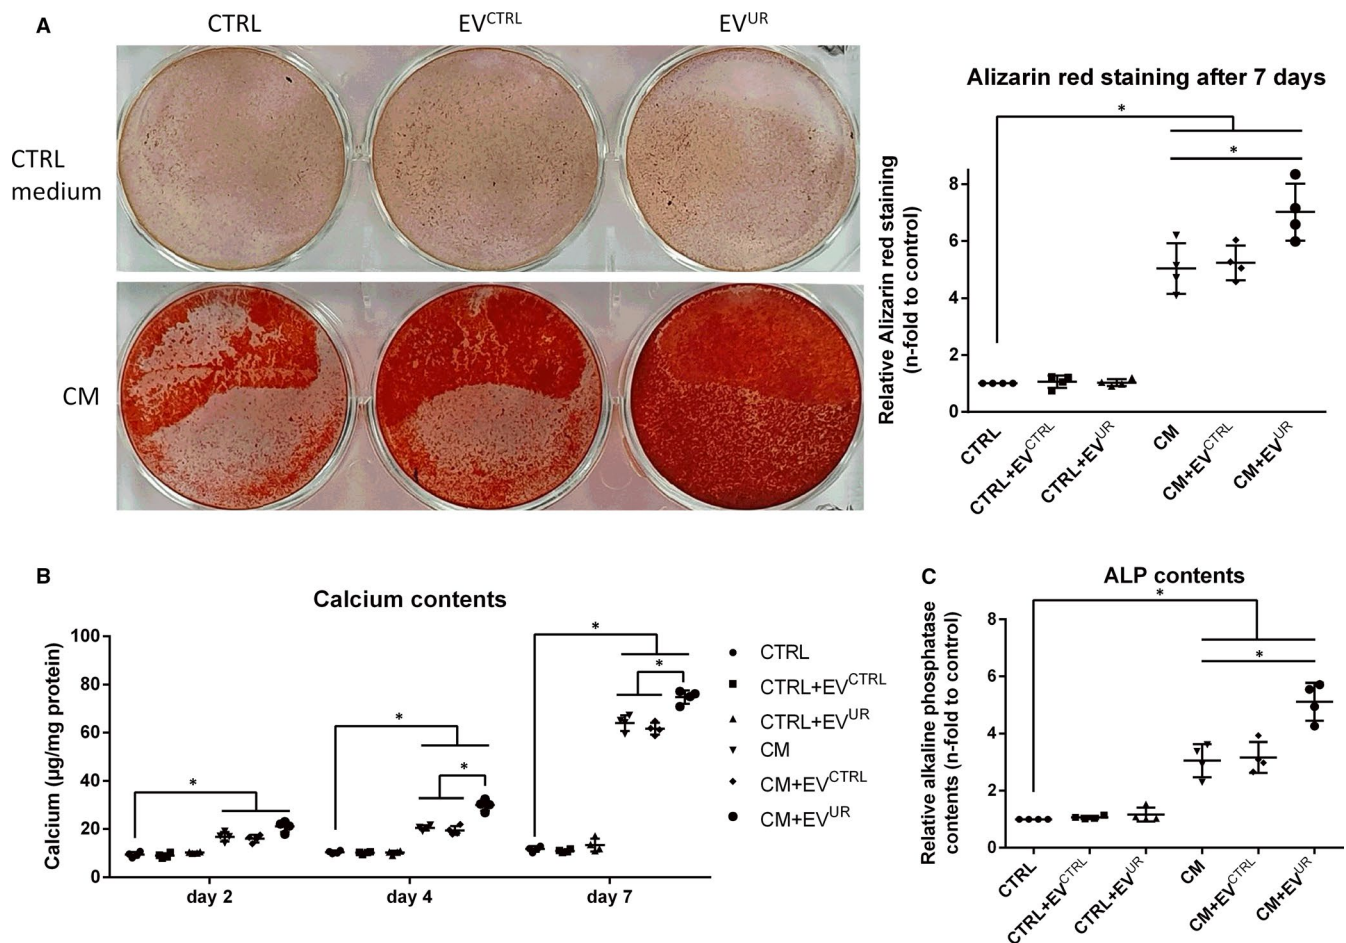 A
CTRL
EV^CTRL
EV^UR
CTRL
medium
CM
Alizarin red staining after 7 days
*
*
Relative Alizarin red staining
(n-fold to control)
8
6
4
2
0
CTRL
CTRL+EV^CTRL
CTRL+EV^UR
CM
CM+EV^CTRL
CM+EV^UR
B
Calcium contents
Calcium (µg/mg protein)
100
80
60
40
20
0
*
*
*
*
*
day 2
day 4
day 7
CTRL
CTRL+EV^CTRL
CTRL+EV^UR
CM
CM+EV^CTRL
CM+EV^UR
C
ALP contents
*
*
Relative alkaline phosphatase
contents (n-fold to control)
8
6
4
2
0
CTRL
CTRL+EV^CTRL
CTRL+EV^UR
CM
CM+EV^CTRL
CM+EV^UR